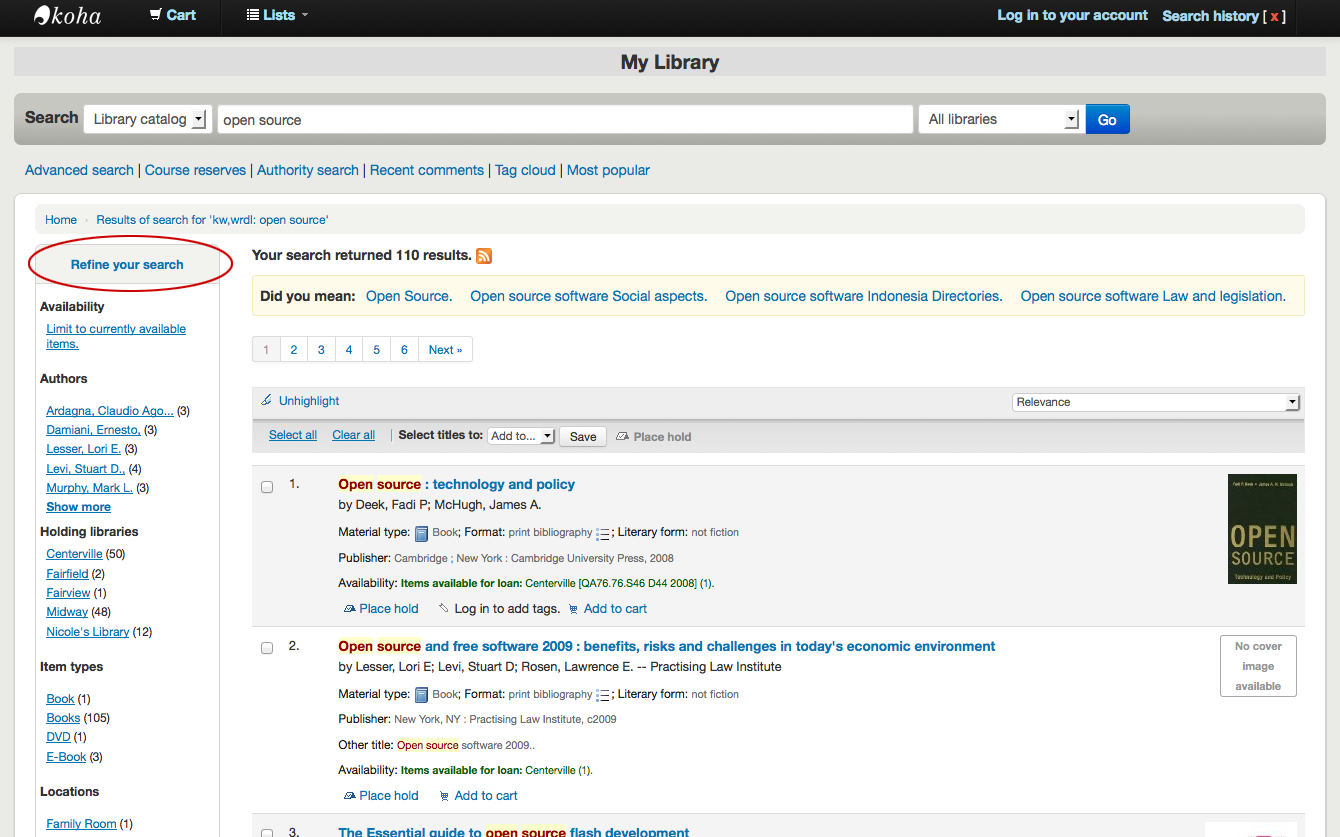 koha Cart Lists Log in to your account Search history [ x ]
My Library
Search Library catalog open source All libraries Go
Advanced search | Course reserves | Authority search | Recent comments | Tag cloud | Most popular
Home Results of search for 'kw,wrdl: open source'
Refine your search
Availability
Limit to currently available
items.
Authors
Ardagna, Claudio Ago... (3)
Damiani, Ernesto, (3)
Lesser, Lori E. (3)
Levi, Stuart D., (4)
Murphy, Mark L. (3)
Show more
Holding libraries
Centerville (50)
Fairfield (2)
Fairview (1)
Midway (48)
Nicole's Library (12)
Item types
Book (1)
Books (105)
DVD (1)
E-Book (3)
Locations
Family Room (1)
Your search returned 110 results.
Did you mean: Open Source. Open source software Social aspects. Open source software Indonesia Directories. Open source software Law and legislation.
1 2 3 4 5 6 Next »
Unhighlight Relevance
Select all Clear all | Select titles to: Add to... Save Place hold
1. Open source : technology and policy
by Deek, Fadi P; McHugh, James A.
Material type: Book; Format: print bibliography ; Literary form: not fiction
Publisher: Cambridge ; New York : Cambridge University Press, 2008
Availability: Items available for loan: Centerville [QA76.76.S46 D44 2008] (1).
Place hold Log in to add tags. Add to cart
OPEN
SOURCE
Technology and Policy
2. Open source and free software 2009 : benefits, risks and challenges in today's economic environment
by Lesser, Lori E; Levi, Stuart D; Rosen, Lawrence E. -- Practising Law Institute
Material type: Book; Format: print bibliography ; Literary form: not fiction
Publisher: New York, NY : Practising Law Institute, c2009
Other title: Open source software 2009..
Availability: Items available for loan: Centerville (1).
Place hold Add to cart
No cover
image
available
3. The Essential guide to open source flash development